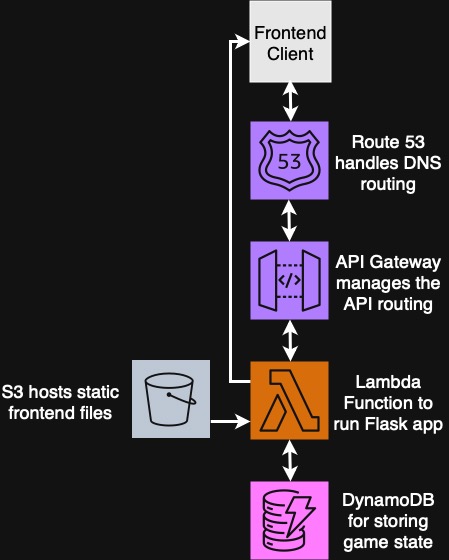 Frontend
Client
53
Route 53
handles DNS
routing
</>
API Gateway
manages the
API routing
S3 hosts static
frontend files
Lambda
Function to
run Flask app
DynamoDB
for storing
game state